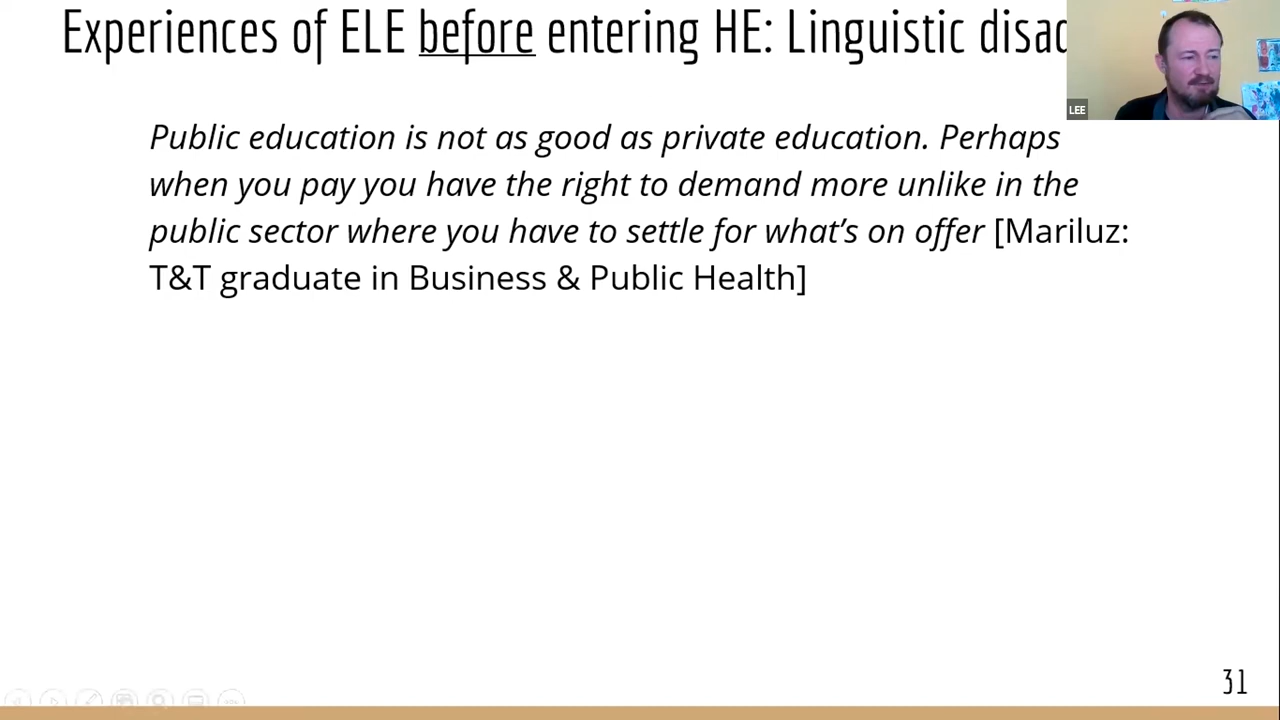 Experiences of ELE before entering HE: Linguistic
LEE
Public education is not as good as private education. Perhaps
when you pay you have the right to demand more unlike in the
public sector where you have to settle for what’s on offer [Mariluz:
T&T graduate in Business & Public Health]
31